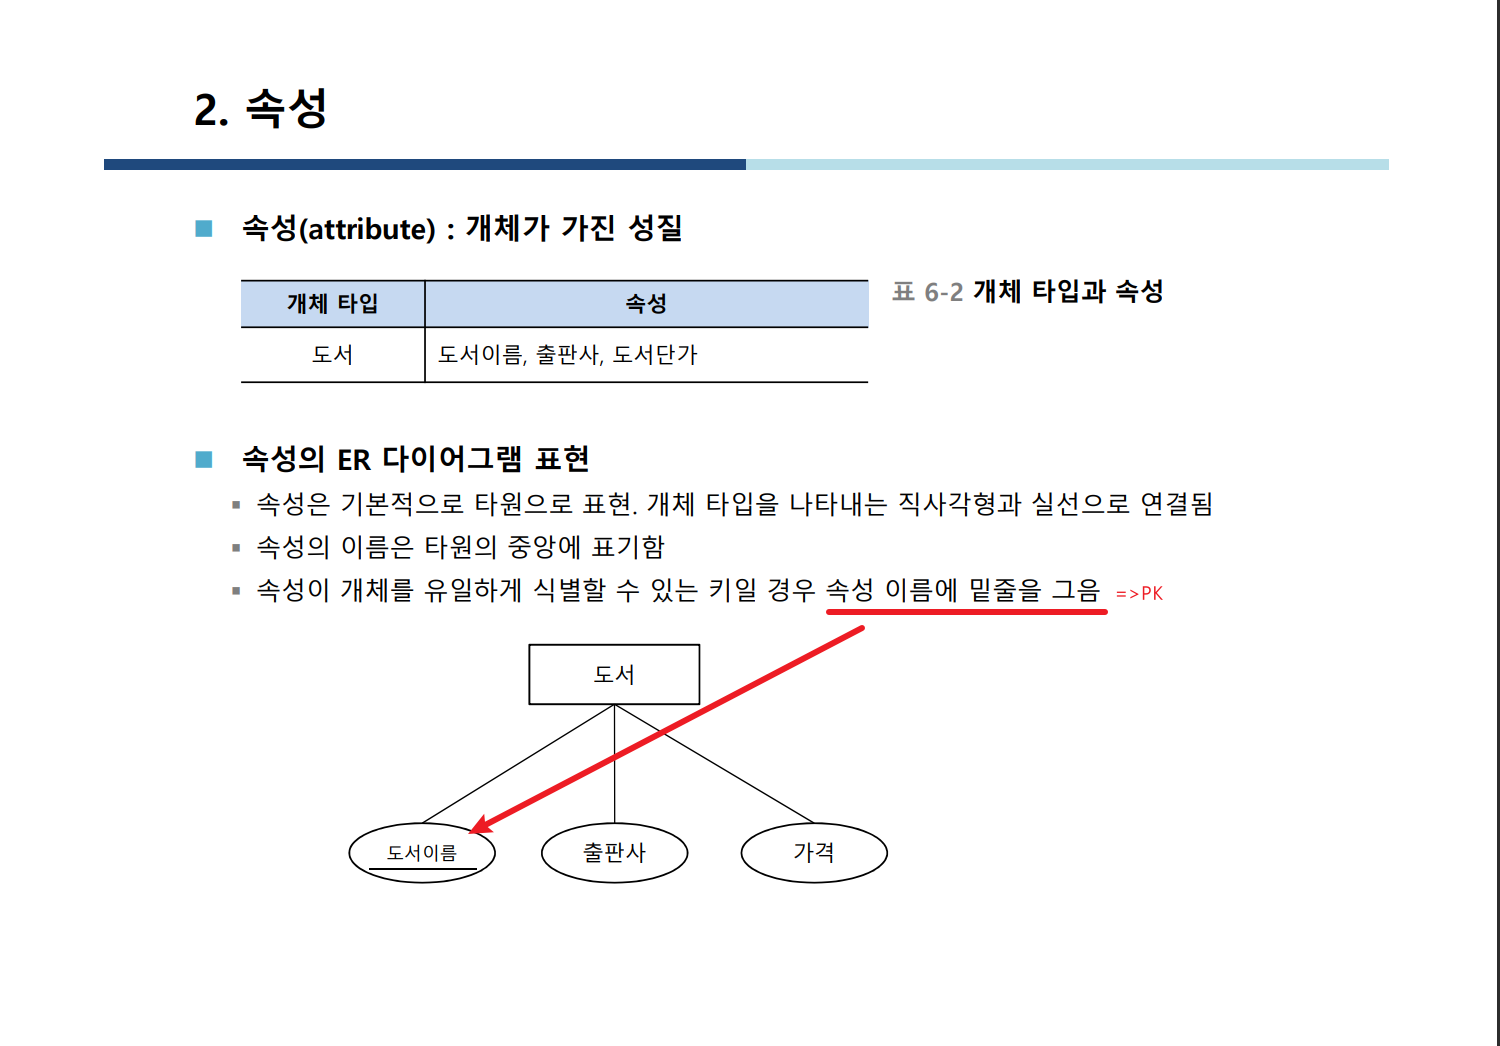 2. 속성
속성(attribute) : 개체가 가진 성질
표 6-2 개체 타입과 속성
개체 타입 속성
도서 도서이름, 출판사, 도서단가
속성의 ER 다이어그램 표현
속성은 기본적으로 타원으로 표현. 개체 타입을 나타내는 직사각형과 실선으로 연결됨
속성의 이름은 타원의 중앙에 표기함
속성이 개체를 유일하게 식별할 수 있는 키일 경우 속성 이름에 밑줄을 그음 =>PK
도서
도서이름 출판사 가격